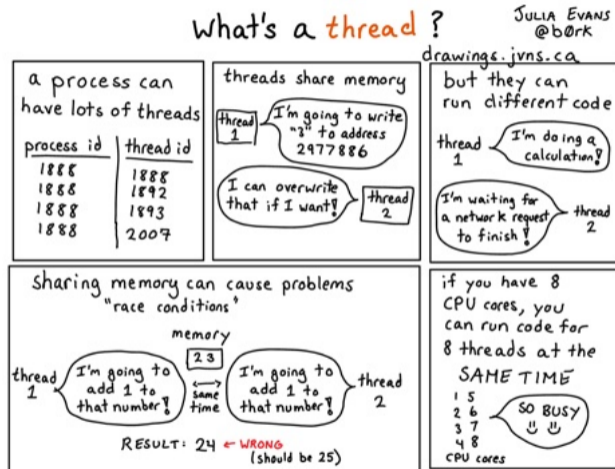 what's a thread?
JULIA EVANS
@b0rk
drawings.jvns.ca
a process can
have lots of threads
process id thread id
1888 1888
1888 1892
1888 1893
1888 2007
threads share memory
thread
1
I'm going to write
"3" to address
2977886
I can overwrite
that if I want!
thread
2
but they can
run different code
thread
1
I'm doing a
calculation!
I'm waiting for
a network request
to finish!
thread
2
sharing memory can cause problems
"race conditions"
memory
23
thread
1
I'm going to
add 1 to
that number!
same
time
I'm going to
add 1 to
that number!
thread
2
RESULT: 24 ← WRONG
(should be 25)
if you have 8
CPU cores, you
can run code for
8 threads at the
SAME TIME
1 5
2 6
3 7
4 8
CPU cores
SO BUSY